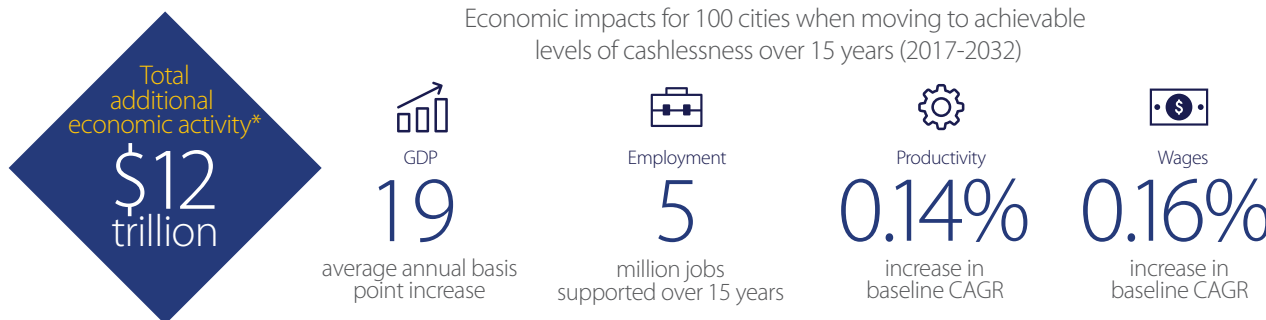 Economic impacts for 100 cities when moving to achievable
levels of cashlessness over 15 years (2017-2032)
Total
additional
economic activity*
$12
trillion
GDP
19
average annual basis
point increase
Employment
5
million jobs
supported over 15 years
Productivity
0.14%
increase in
baseline CAGR
$
Wages
0.16%
increase in
baseline CAGR